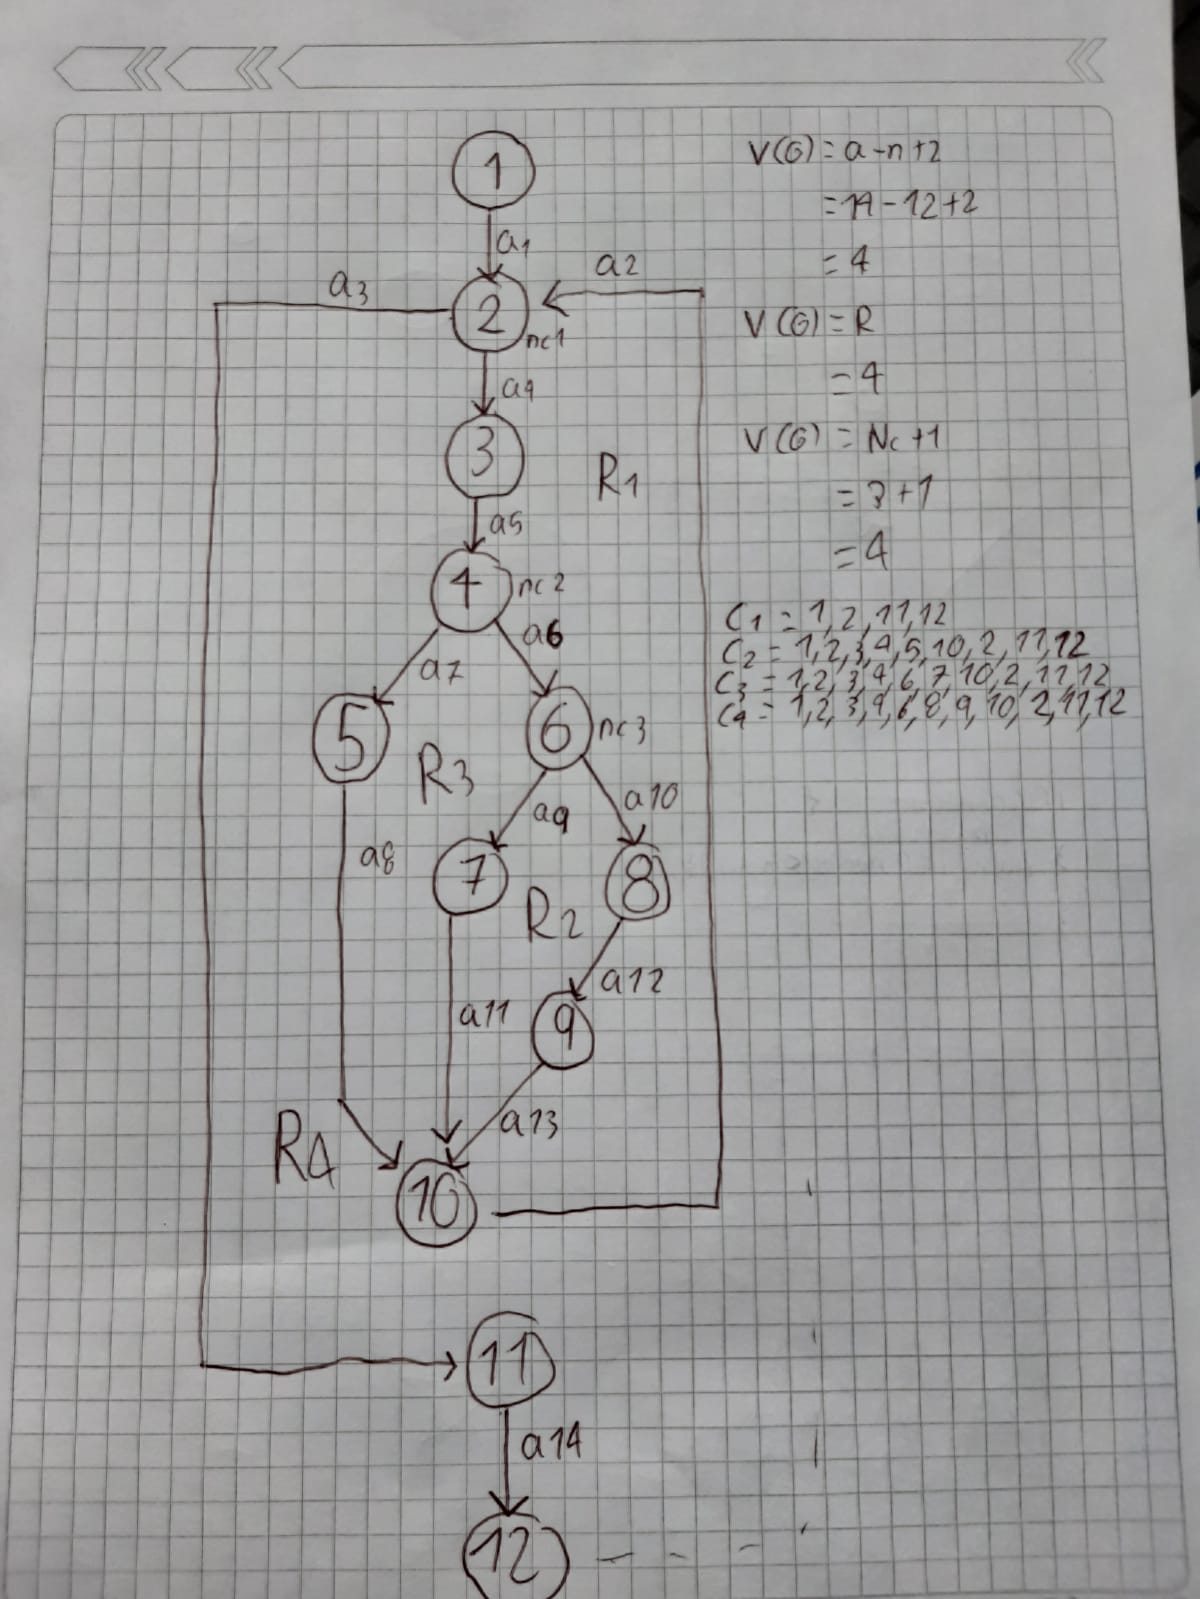 1
a1
a2
a3
2
nc1
a4
3
R1
a5
4
nc2
a6
a7
5
6
nc3
R3
a9
a10
a8
7
8
R2
a12
a11
9
a13
R4
10
11
a14
12
V(G) = a-n+2
= 14-12+2
= 4
V(G) = R
= 4
V(G) = Nc+1
= 3+1
= 4
C1 = 1,2,11,12
C2 = 1,2,3,4,5,10,2,11,12
C3 = 1,2,3,4,6,7,10,2,11,12
C4 = 1,2,3,4,6,8,9,10,2,11,12